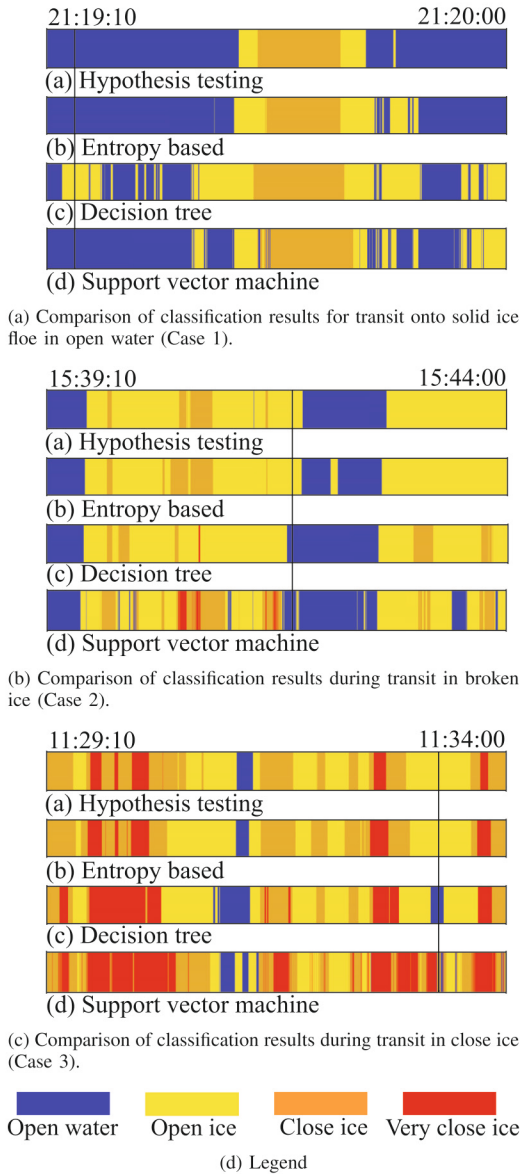 21:19:10 21:20:00
(a) Hypothesis testing
(b) Entropy based
(c) Decision tree
(d) Support vector machine
(a) Comparison of classification results for transit onto solid ice
floe in open water (Case 1).
15:39:10 15:44:00
(a) Hypothesis testing
(b) Entropy based
(c) Decision tree
(d) Support vector machine
(b) Comparison of classification results during transit in broken
ice (Case 2).
11:29:10 11:34:00
(a) Hypothesis testing
(b) Entropy based
(c) Decision tree
(d) Support vector machine
(c) Comparison of classification results during transit in close ice
(Case 3).
Open water Open ice Close ice Very close ice
(d) Legend